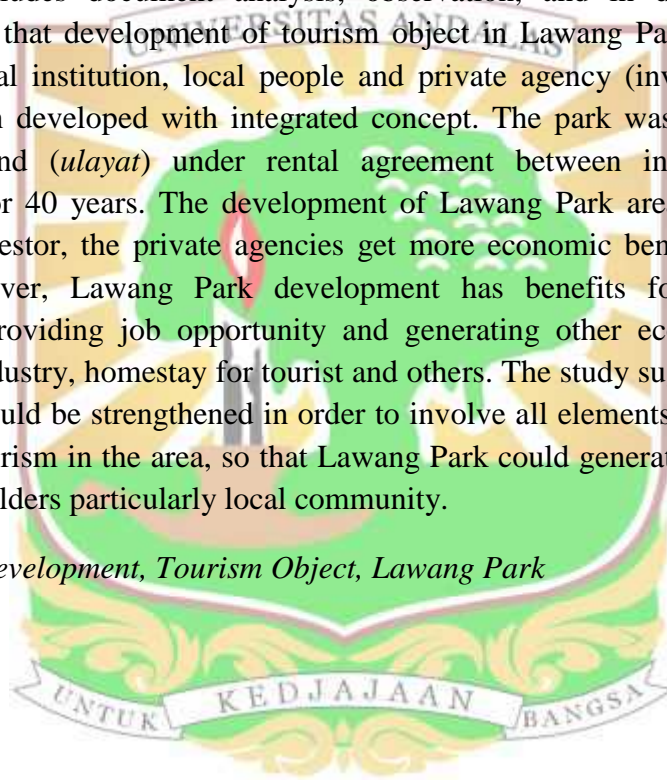 cludes document analysis, observation, and in d
UNIVERSITAS ANDALAS
that development of tourism object in Lawang Pa
al institution, local people and private agency (inv
n developed with integrated concept. The park was
nd (ulayat) under rental agreement between in
or 40 years. The development of Lawang Park are
estor, the private agencies get more economic ben
ver, Lawang Park development has benefits fo
roviding job opportunity and generating other ec
dustry, homestay for tourist and others. The study su
uld be strengthened in order to involve all elements
rism in the area, so that Lawang Park could generat
lders particularly local community.
evelopment, Tourism Object, Lawang Park
UNTUK KEDJAJAAN BANGSA